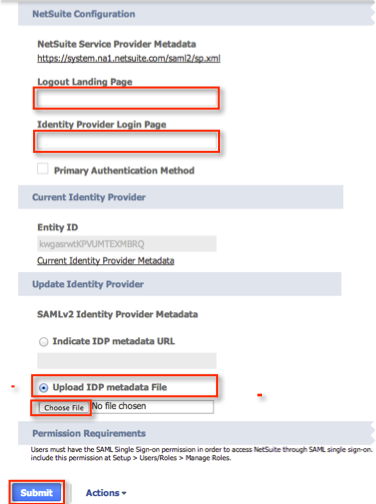 NetSuite Configuration
NetSuite Service Provider Metadata
https://system.na1.netsuite.com/saml2/sp.xml
Logout Landing Page
Identity Provider Login Page
Primary Authentication Method
Current Identity Provider
Entity ID
kwgasrwtKPVUMTEXMBRQ
Current Identity Provider Metadata
Update Identity Provider
SAMLv2 Identity Provider Metadata
Indicate IDP metadata URL
Upload IDP metadata File
Choose File No file chosen
Permission Requirements
Users must have the SAML Single Sign-on permission in order to access NetSuite through SAML single sign-on.
include this permission at Setup > Users/Roles > Manage Roles.
Submit Actions